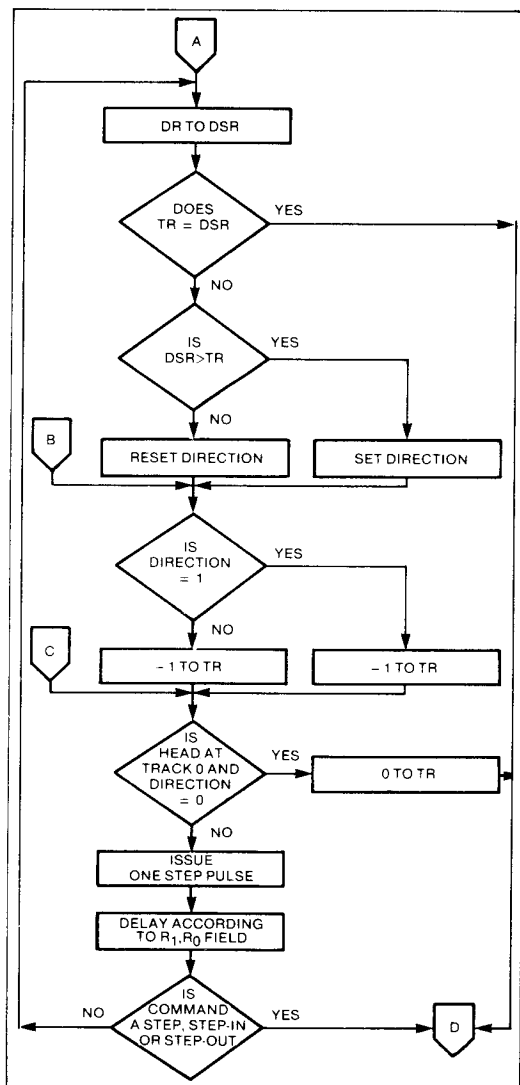 A
DR TO DSR
DOES
TR = DSR
YES
NO
IS
DSR>TR
YES
NO
B
RESET DIRECTION
SET DIRECTION
IS
DIRECTION
= 1
YES
NO
C
- 1 TO TR
- 1 TO TR
IS
HEAD AT
TRACK 0 AND
DIRECTION
= 0
YES
0 TO TR
NO
ISSUE
ONE STEP PULSE
DELAY ACCORDING
TO R1,R0 FIELD
IS
COMMAND
A STEP, STEP-IN
OR STEP-OUT
NO
YES
D